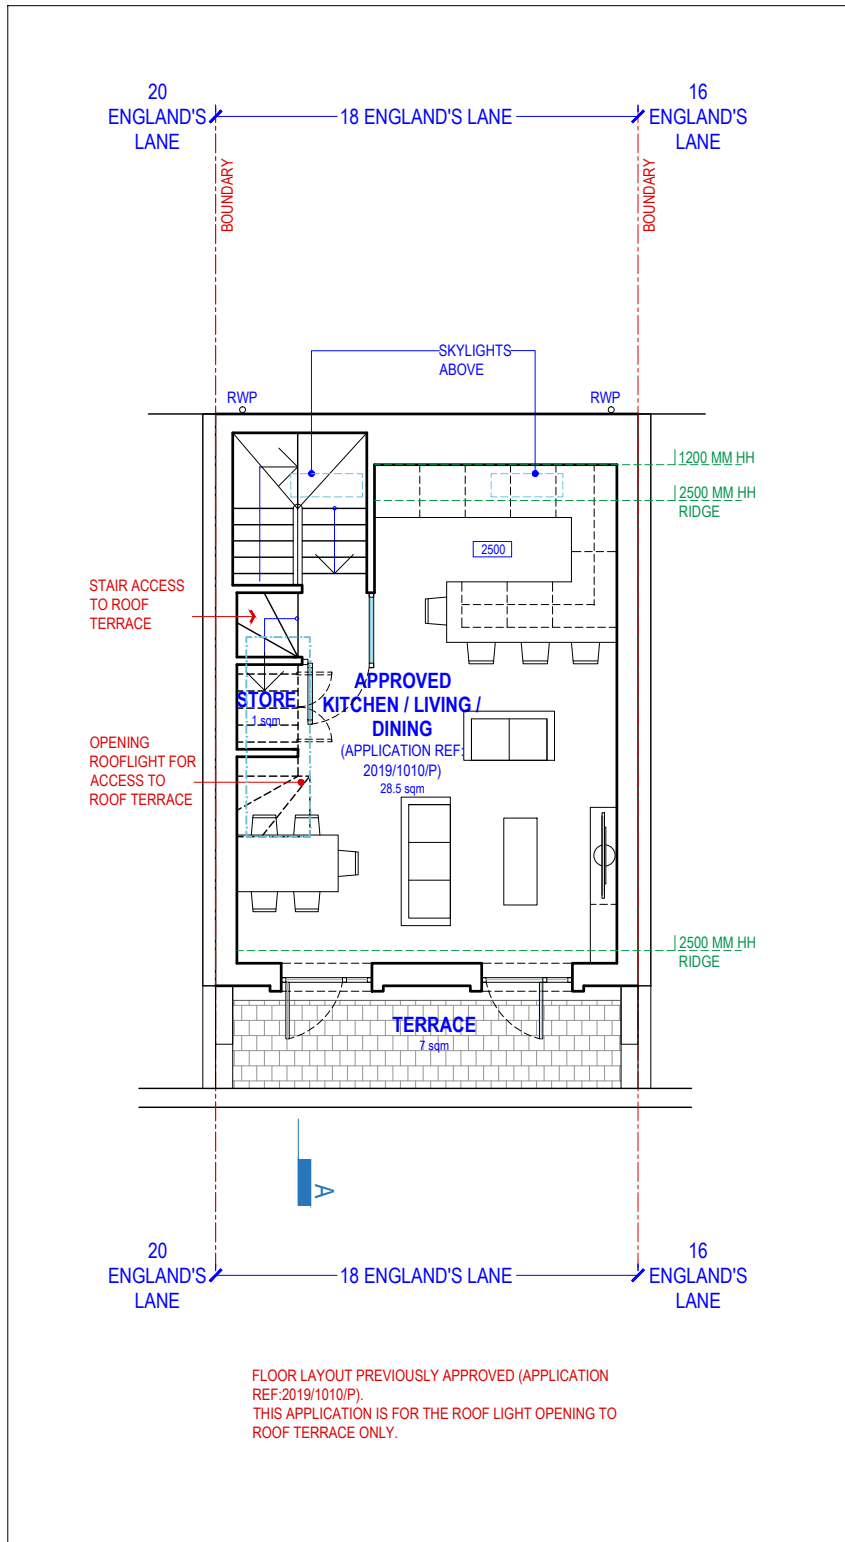 20
ENGLAND'S
LANE
18 ENGLAND'S LANE
16
ENGLAND'S
LANE
BOUNDARY
BOUNDARY
SKYLIGHTS
ABOVE
RWP
RWP
1200 MM HH
2500 MM HH
RIDGE
2500
STAIR ACCESS
TO ROOF
TERRACE
STORE
1 sqm
APPROVED
KITCHEN / LIVING /
DINING
(APPLICATION REF:
2019/1010/P)
28.5 sqm
OPENING
ROOFLIGHT FOR
ACCESS TO
ROOF TERRACE
2500 MM HH
RIDGE
TERRACE
7 sqm
A
20
ENGLAND'S
LANE
18 ENGLAND'S LANE
16
ENGLAND'S
LANE
FLOOR LAYOUT PREVIOUSLY APPROVED (APPLICATION
REF:2019/1010/P).
THIS APPLICATION IS FOR THE ROOF LIGHT OPENING TO
ROOF TERRACE ONLY.